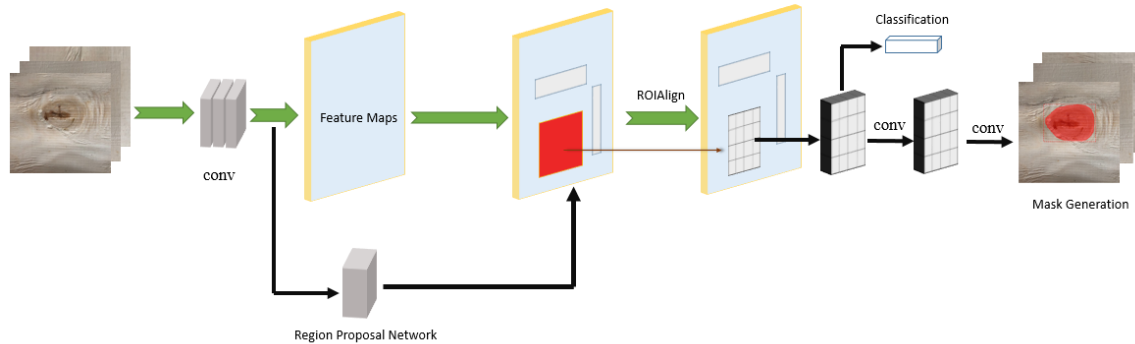 Classification
ROIAlign
Feature Maps
conv
conv
conv
Mask Generation
Region Proposal Network